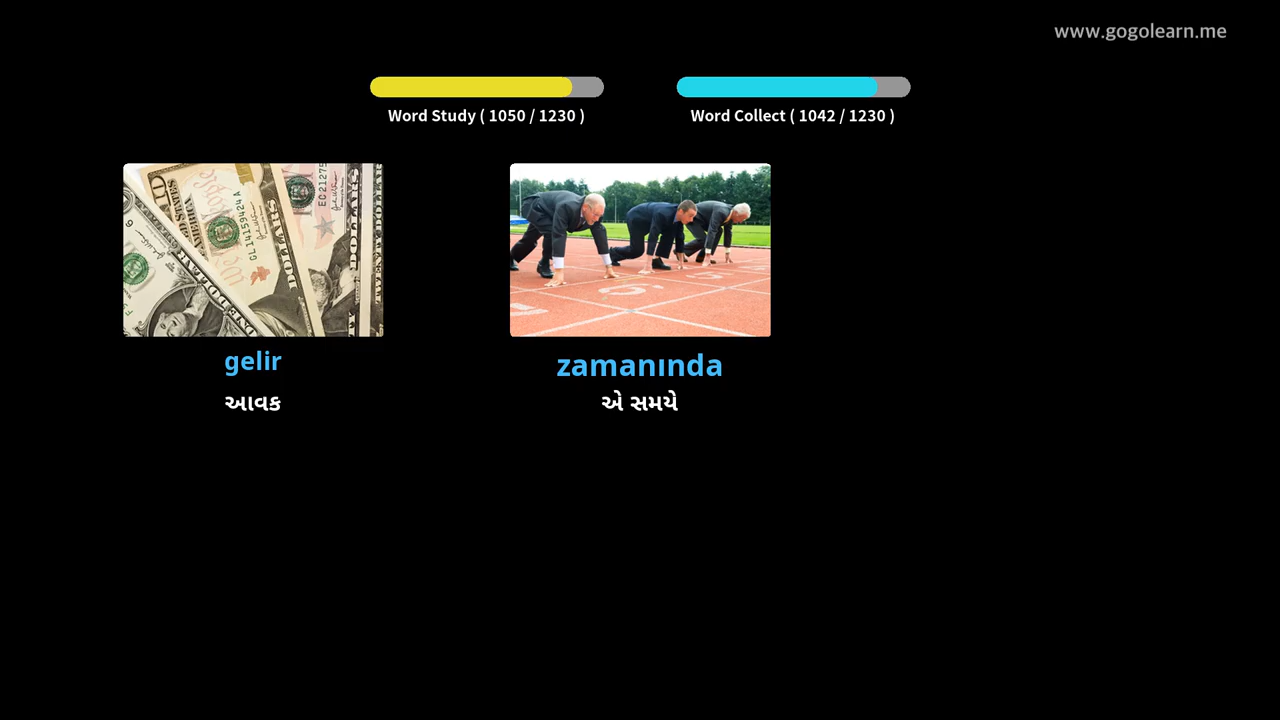 www.gogolearn.me
Word Study ( 1050 / 1230 )
Word Collect ( 1042 / 1230 )
gelir
આવક
zamanında
એ સમયે